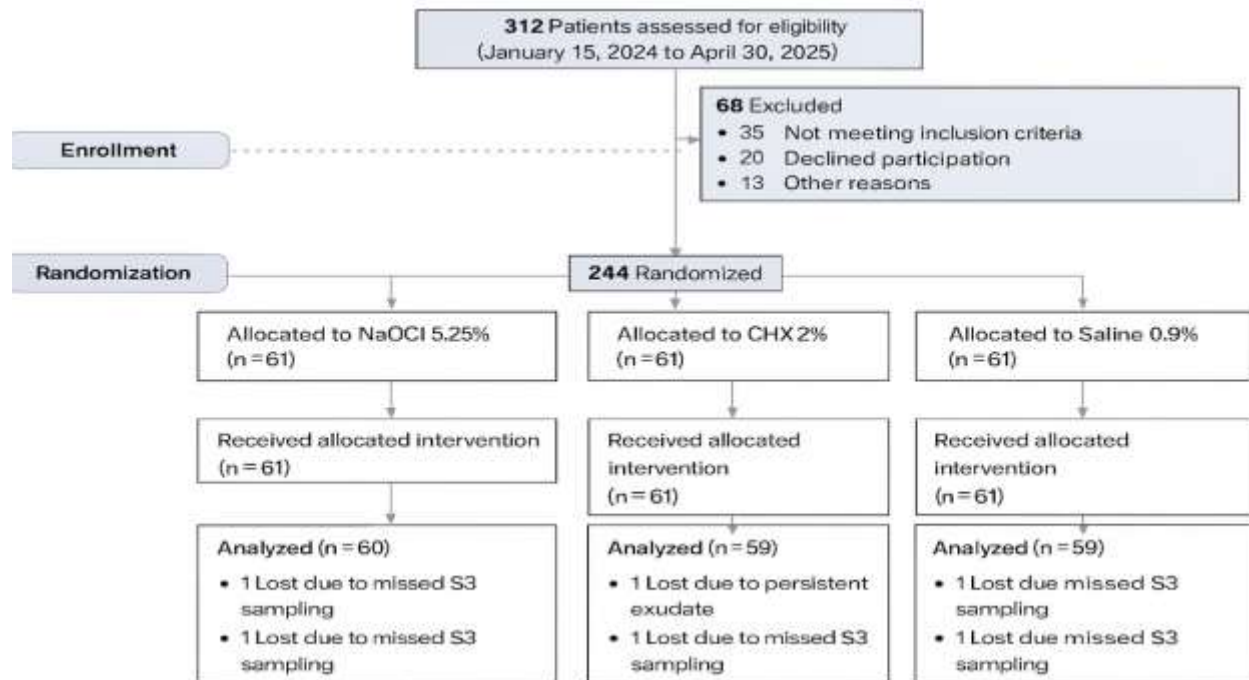 312 Patients assessed for eligibility
(January 15, 2024 to April 30, 2025)
68 Excluded
• 35 Not meeting inclusion criteria
• 20 Declined participation
• 13 Other reasons
Enrollment
Randomization
244 Randomized
Allocated to NaOCl 5.25%
(n = 61)
Allocated to CHX 2%
(n = 61)
Allocated to Saline 0.9%
(n = 61)
Received allocated intervention
(n = 61)
Received allocated
intervention
(n = 61)
Received allocated
intervention
(n = 61)
Analyzed (n = 60)
• 1 Lost due to missed S3
sampling
• 1 Lost due to missed S3
sampling
Analyzed (n = 59)
• 1 Lost due to persistent
exudate
• 1 Lost due to missed S3
sampling
Analyzed (n = 59)
• 1 Lost due missed S3
sampling
• 1 Lost due to missed S3
sampling